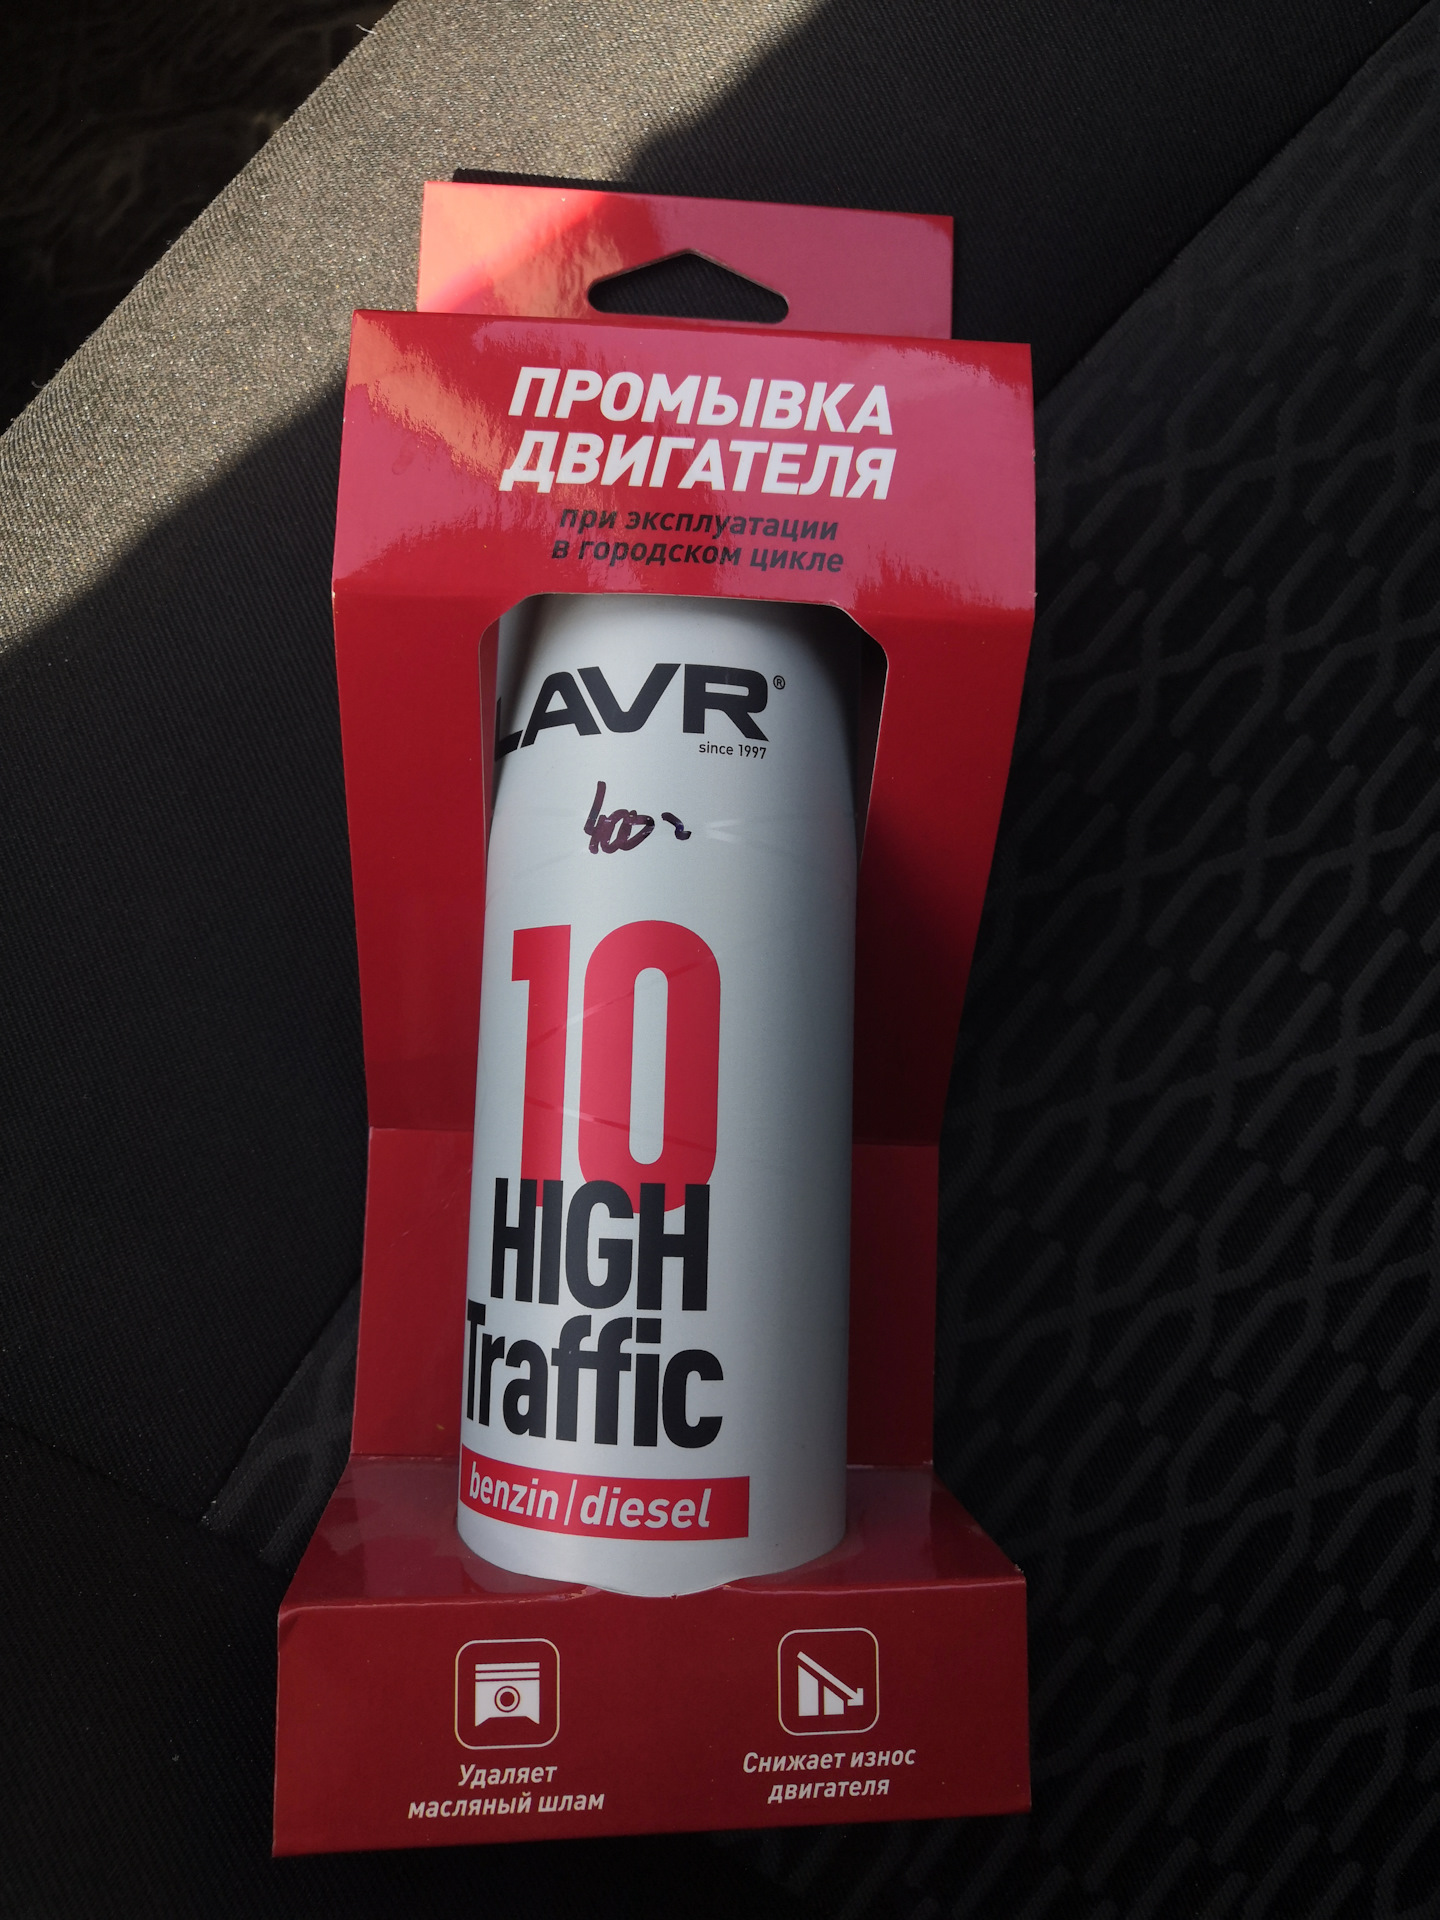 ПРОМЫВКА
ДВИГАТЕЛЯ
при эксплуатации
в городском цикле
LAVR®
since 1997
10
HIGH
Traffic
benzin/diesel
Удаляет
масляный шлам
Снижает износ
двигателя